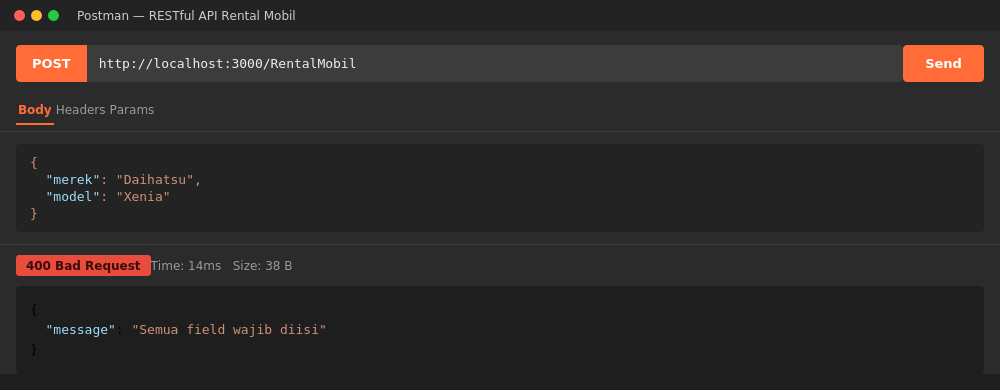 Postman — RESTful API Rental Mobil
POST http://localhost:3000/RentalMobil Send
Body Headers Params
{
  "merek": "Daihatsu",
  "model": "Xenia"
}
400 Bad Request Time: 14ms Size: 38 B
{
  "message": "Semua field wajib diisi"
}